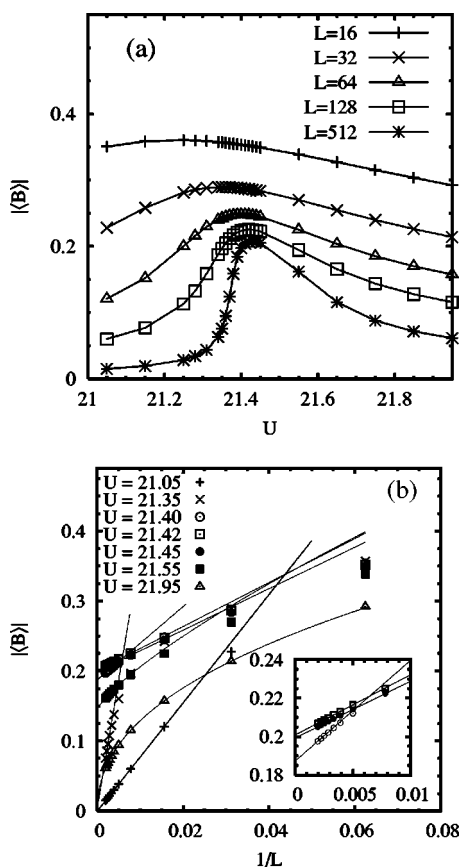 (a)
L=16
L=32
L=64
L=128
L=512
0.4
0.2
0
|⟨B⟩|
21 21.2 21.4 21.6 21.8
U
(b)
U = 21.05
U = 21.35
U = 21.40
U = 21.42
U = 21.45
U = 21.55
U = 21.95
0.4
0.3
0.2
0.1
0
|⟨B⟩|
0.24
0.22
0.2
0.18
0 0.005 0.01
0 0.02 0.04 0.06 0.08
1/L